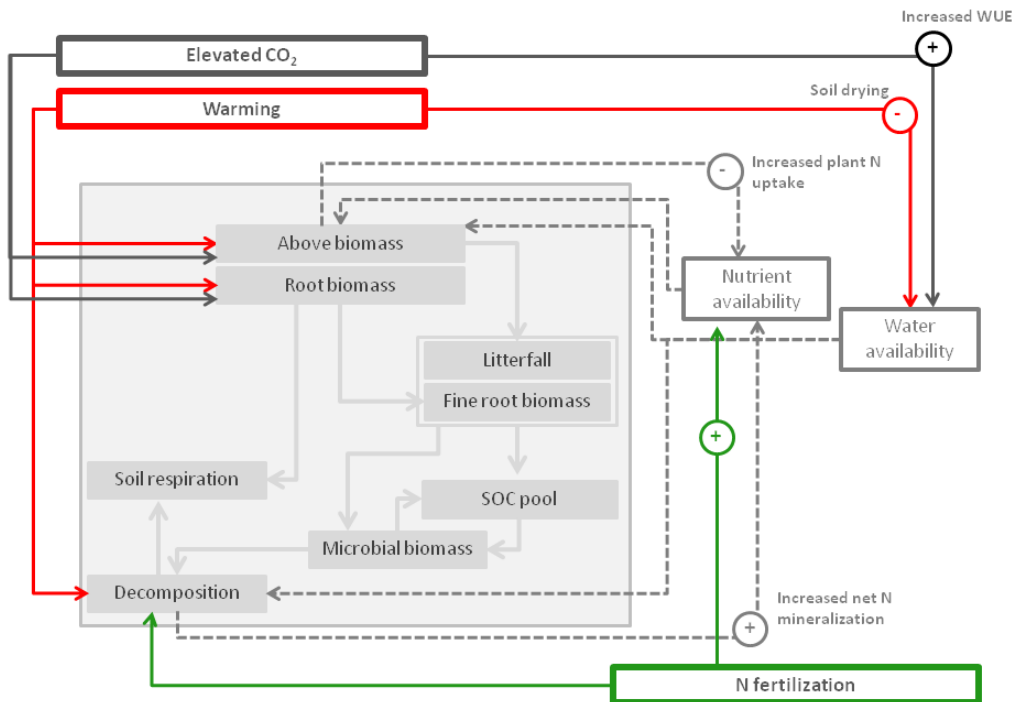 Increased WUE
+
Elevated CO₂
Soil drying
Warming
-
-
Increased plant N
uptake
Above biomass
Root biomass
Nutrient
availability
Water
availability
Litterfall
Fine root biomass
+
Soil respiration
SOC pool
Microbial biomass
Decomposition
Increased net N
mineralization
+
N fertilization